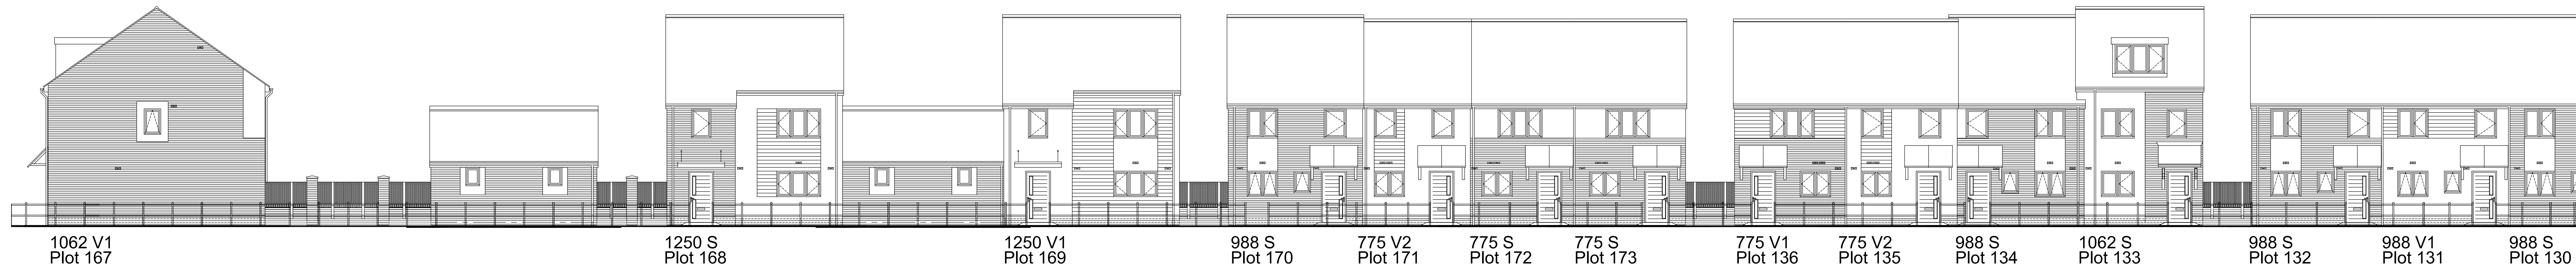 1062 V1
Plot 167
1250 S
Plot 168
1250 V1
Plot 169
988 S
Plot 170
775 V2
Plot 171
775 S
Plot 172
775 S
Plot 173
775 V1
Plot 136
775 V2
Plot 135
988 S
Plot 134
1062 S
Plot 133
988 S
Plot 132
988 V1
Plot 131
988 S
Plot 130